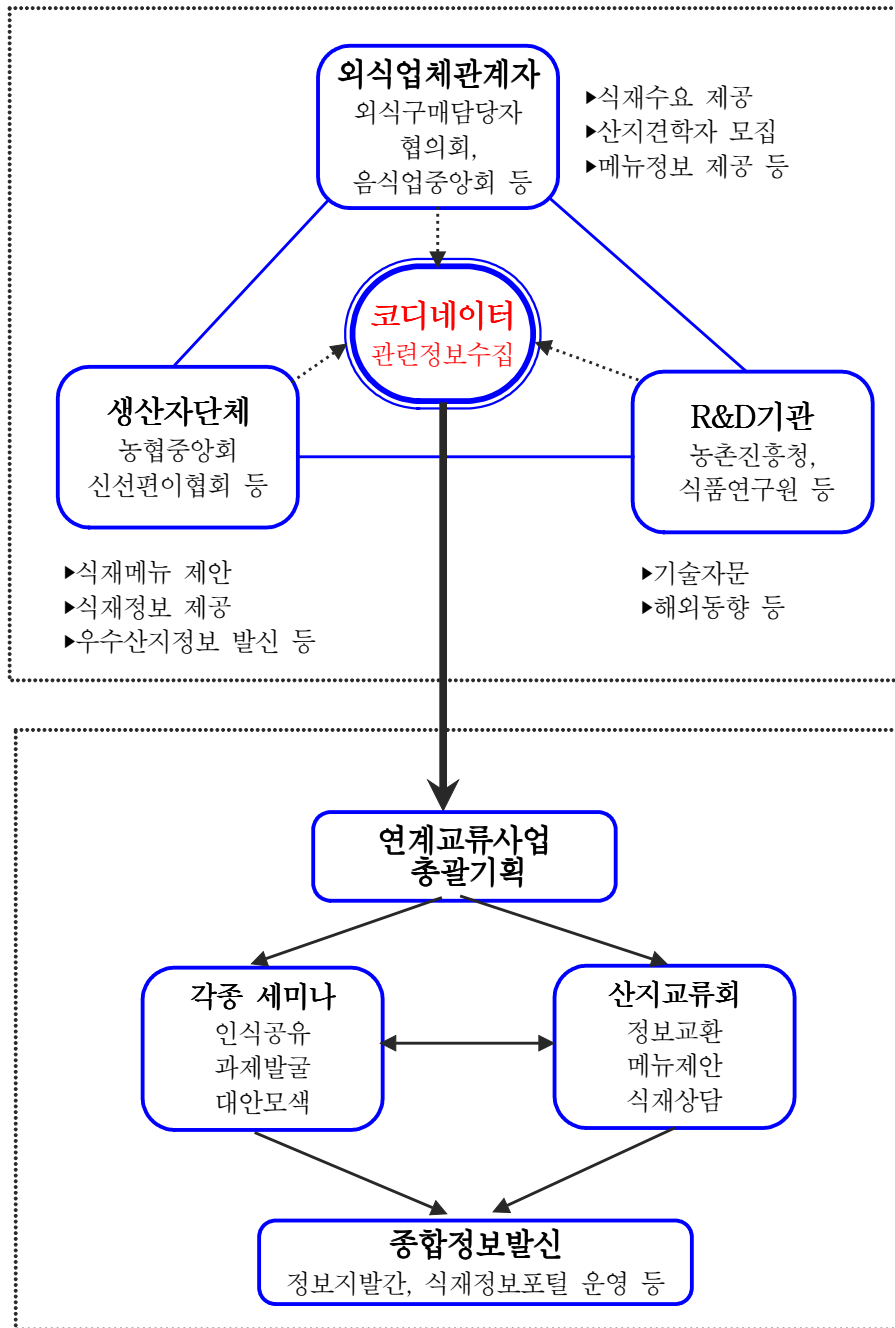 외식업체관계자
외식구매담당자
협의회,
음식업중앙회 등
▶식재수요 제공
▶산지견학자 모집
▶메뉴정보 제공 등
코디네이터
관련정보수집
생산자단체
농협중앙회
신선편이협회 등
R&D기관
농촌진흥청,
식품연구원 등
▶식재메뉴 제안
▶식재정보 제공
▶우수산지정보 발신 등
▶기술자문
▶해외동향 등
연계교류사업
총괄기획
각종 세미나
인식공유
과제발굴
대안모색
산지교류회
정보교환
메뉴제안
식재상담
종합정보발신
정보지발간, 식재정보포털 운영 등